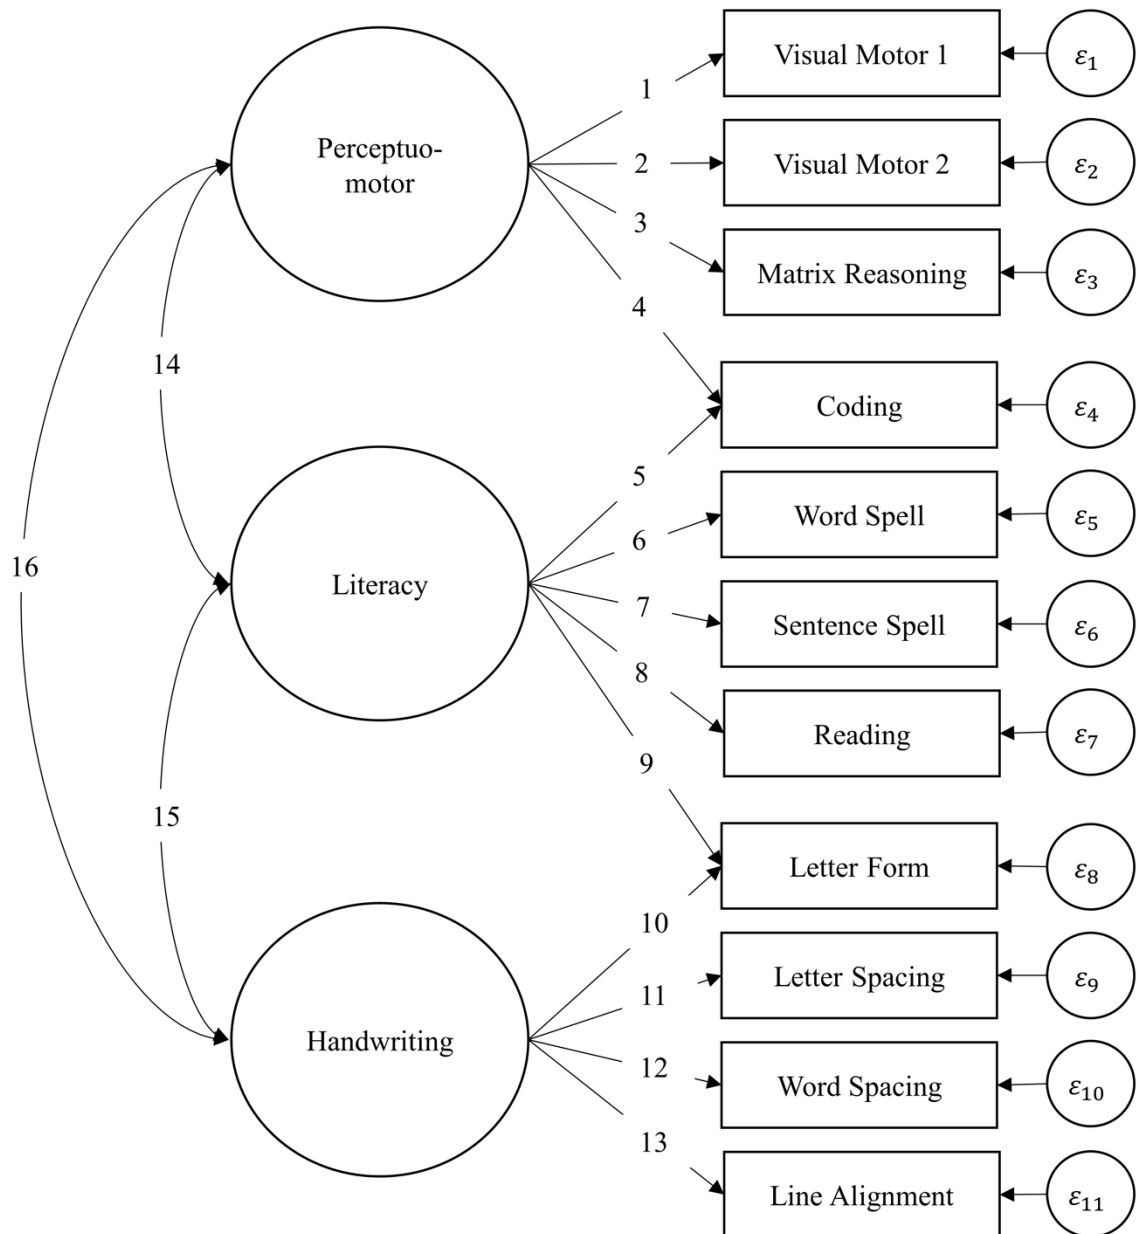 Visual Motor 1
ε1
1
Perceptuo-
motor
2
Visual Motor 2
ε2
3
Matrix Reasoning
ε3
4
14
Coding
ε4
5
Word Spell
ε5
6
16
Literacy
7
Sentence Spell
ε6
8
Reading
ε7
9
15
Letter Form
ε8
10
Letter Spacing
ε9
11
Handwriting
12
Word Spacing
ε10
13
Line Alignment
ε11